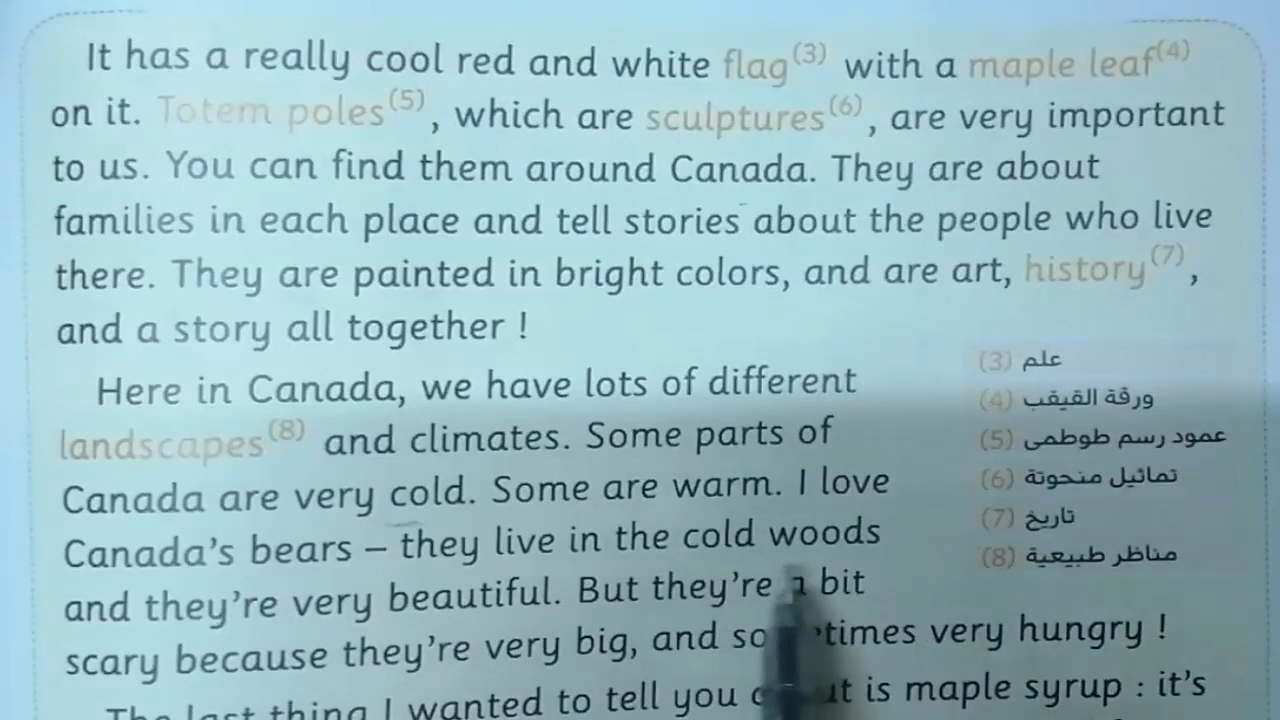 It has a really cool red and white flag(3) with a maple leaf(4)
on it. Totem poles(5), which are sculptures(6), are very important
to us. You can find them around Canada. They are about
families in each place and tell stories about the people who live
there. They are painted in bright colors, and are art, history(7),
and a story all together !
Here in Canada, we have lots of different
landscapes(8) and climates. Some parts of
Canada are very cold. Some are warm. I love
Canada's bears – they live in the cold woods
and they're very beautiful. But they're a bit
scary because they're very big, and sometimes very hungry !
The last thing I wanted to tell you about is maple syrup : it's
(3) علم
(4) ورقة القيقب
(5) عمود رسم طوطمى
(6) تماثيل منحوتة
(7) تاريخ
(8) مناظر طبيعية